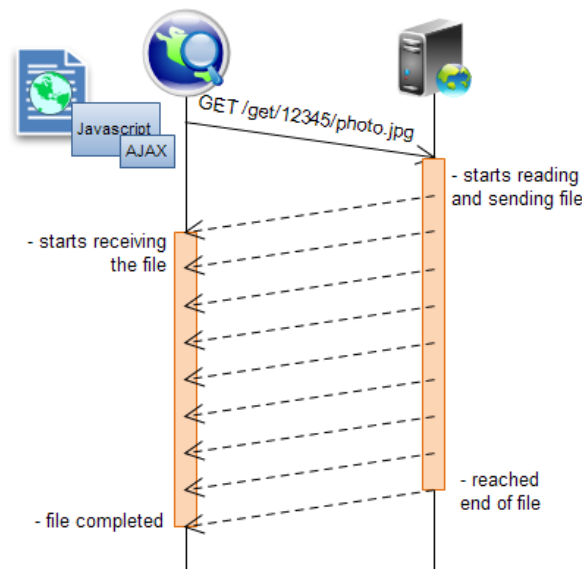 GET /get/12345/photo.jpg
Javascript
AJAX
- starts reading
and sending file
- starts receiving
the file
- reached
end of file
- file completed